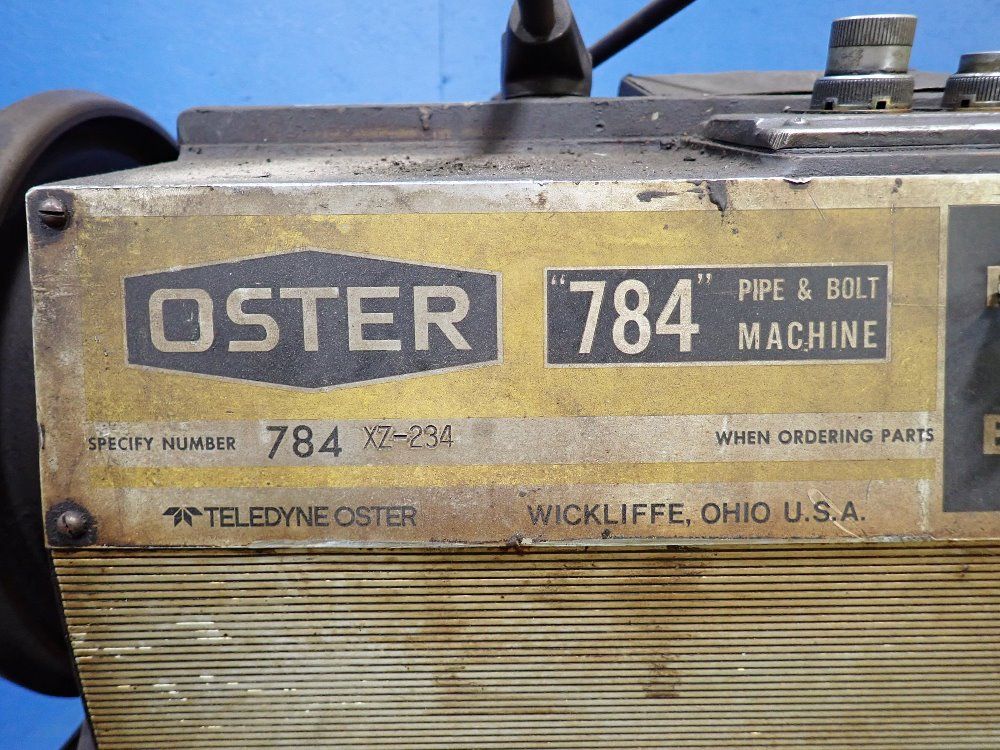 OSTER
"784" PIPE & BOLT
MACHINE
SPECIFY NUMBER 784 XZ-234 WHEN ORDERING PARTS
TELEDYNE OSTER WICKLIFFE, OHIO U.S.A.